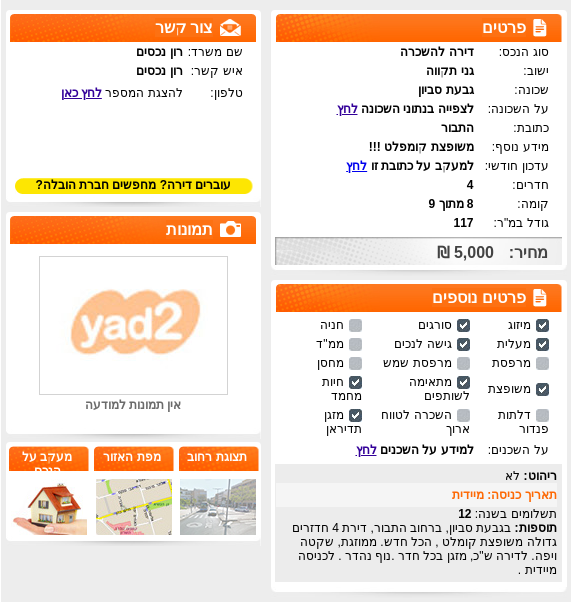 פרטים
סוג הנכס: דירה להשכרה
ישוב: גני תקווה
שכונה: גבעת סביון
על השכונה: לצפייה בנתוני השכונה לחץ
כתובת: התבור
מידע נוסף: משופצת קומפלט !!!
עדכון חודשי: למעקב על כתובת זו לחץ
חדרים: 4
קומה: 8 מתוך 9
גודל במ"ר: 117
מחיר: 5,000 ₪
פרטים נוספים
מיזוג סורגים חניה
מעלית גישה לנכים ממ"ד
מרפסת מרפסת שמש מחסן
משופצת מתאימה לשותפים חיות מחמד
דלתות פנדור השכרה לטווח ארוך מזגן תדיראן
על השכנים: למידע על השכנים לחץ
ריהוט: לא
תאריך כניסה: מיידית
תשלומים בשנה: 12
תוספות: בגבעת סביון, ברחוב התבור, דירת 4 חדרים
גדולה משופצת קומלט , הכל חדש. ממוזגת, שקטה
ויפה. לדירה ש"כ, מזגן בכל חדר .נוף נהדר . לכניסה
מיידית .
צור קשר
שם משרד: רון נכסים
איש קשר: רון נכסים
טלפון: להצגת המספר לחץ כאן
עוברים דירה? מחפשים חברת הובלה?
תמונות
yad2
אין תמונות למודעה
תצוגת רחוב
מפת האזור
מעקב על
הנכס